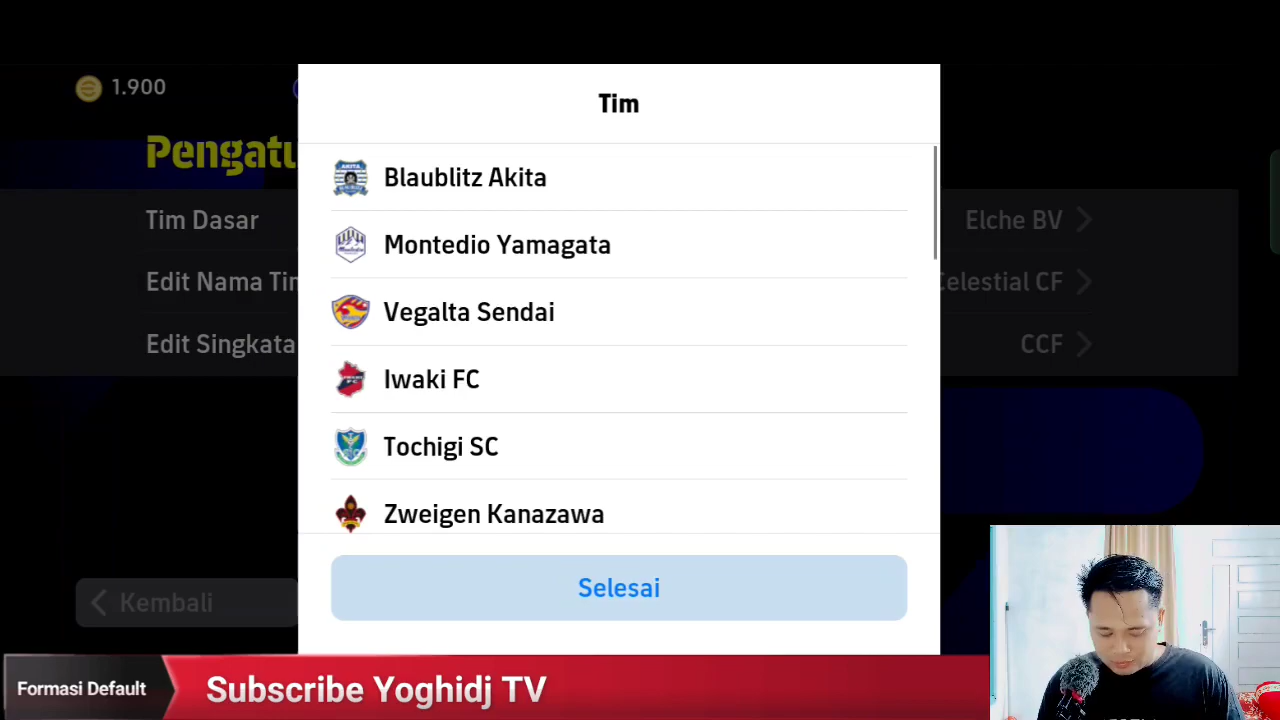 1.900
Tim
Pengatu
Blaublitz Akita
Tim Dasar
Elche BV
Montedio Yamagata
Edit Nama Tin
Celestial CF
Vegalta Sendai
Edit Singkata
CCF
Iwaki FC
Tochigi SC
Zweigen Kanazawa
Selesai
Kembali
Formasi Default
Subscribe Yoghidj TV